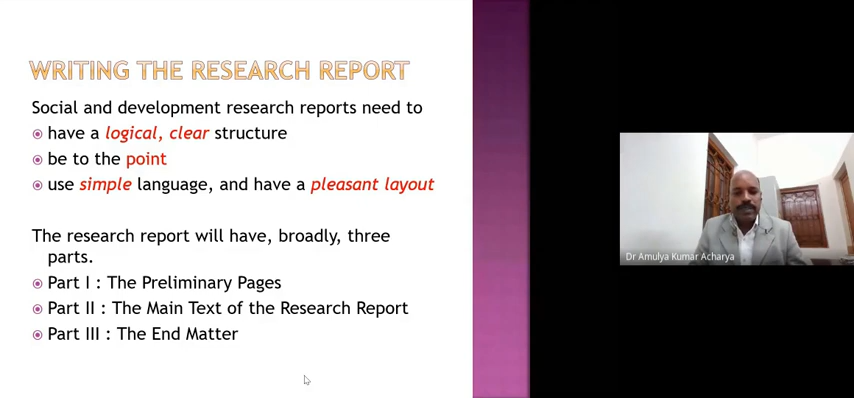 WRITING THE RESEARCH REPORT
Social and development research reports need to
have a logical, clear structure
be to the point
use simple language, and have a pleasant layout
The research report will have, broadly, three
parts.
Part I : The Preliminary Pages
Part II : The Main Text of the Research Report
Part III : The End Matter
Dr Amulya Kumar Acharya